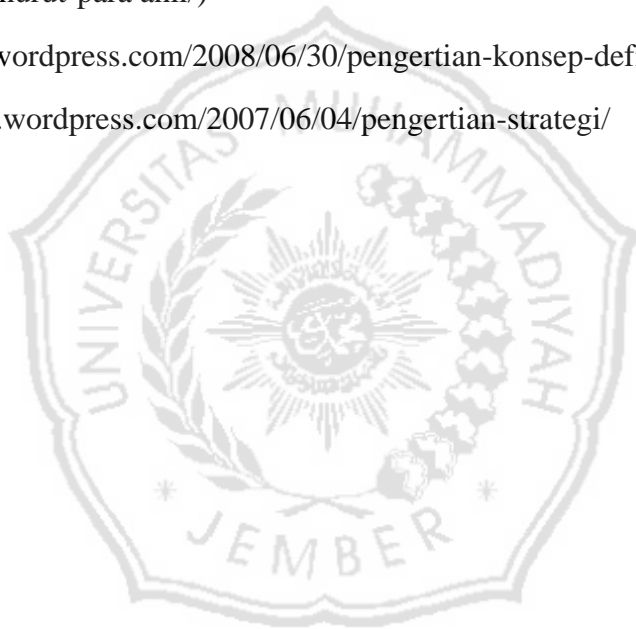 nurut-para ahli/)
wordpress.com/2008/06/30/pengertian-konsep-def
.wordpress.com/2007/06/04/pengertian-strategi/
UNIVERSITAS MUHAMMADIYAH
JEMBER